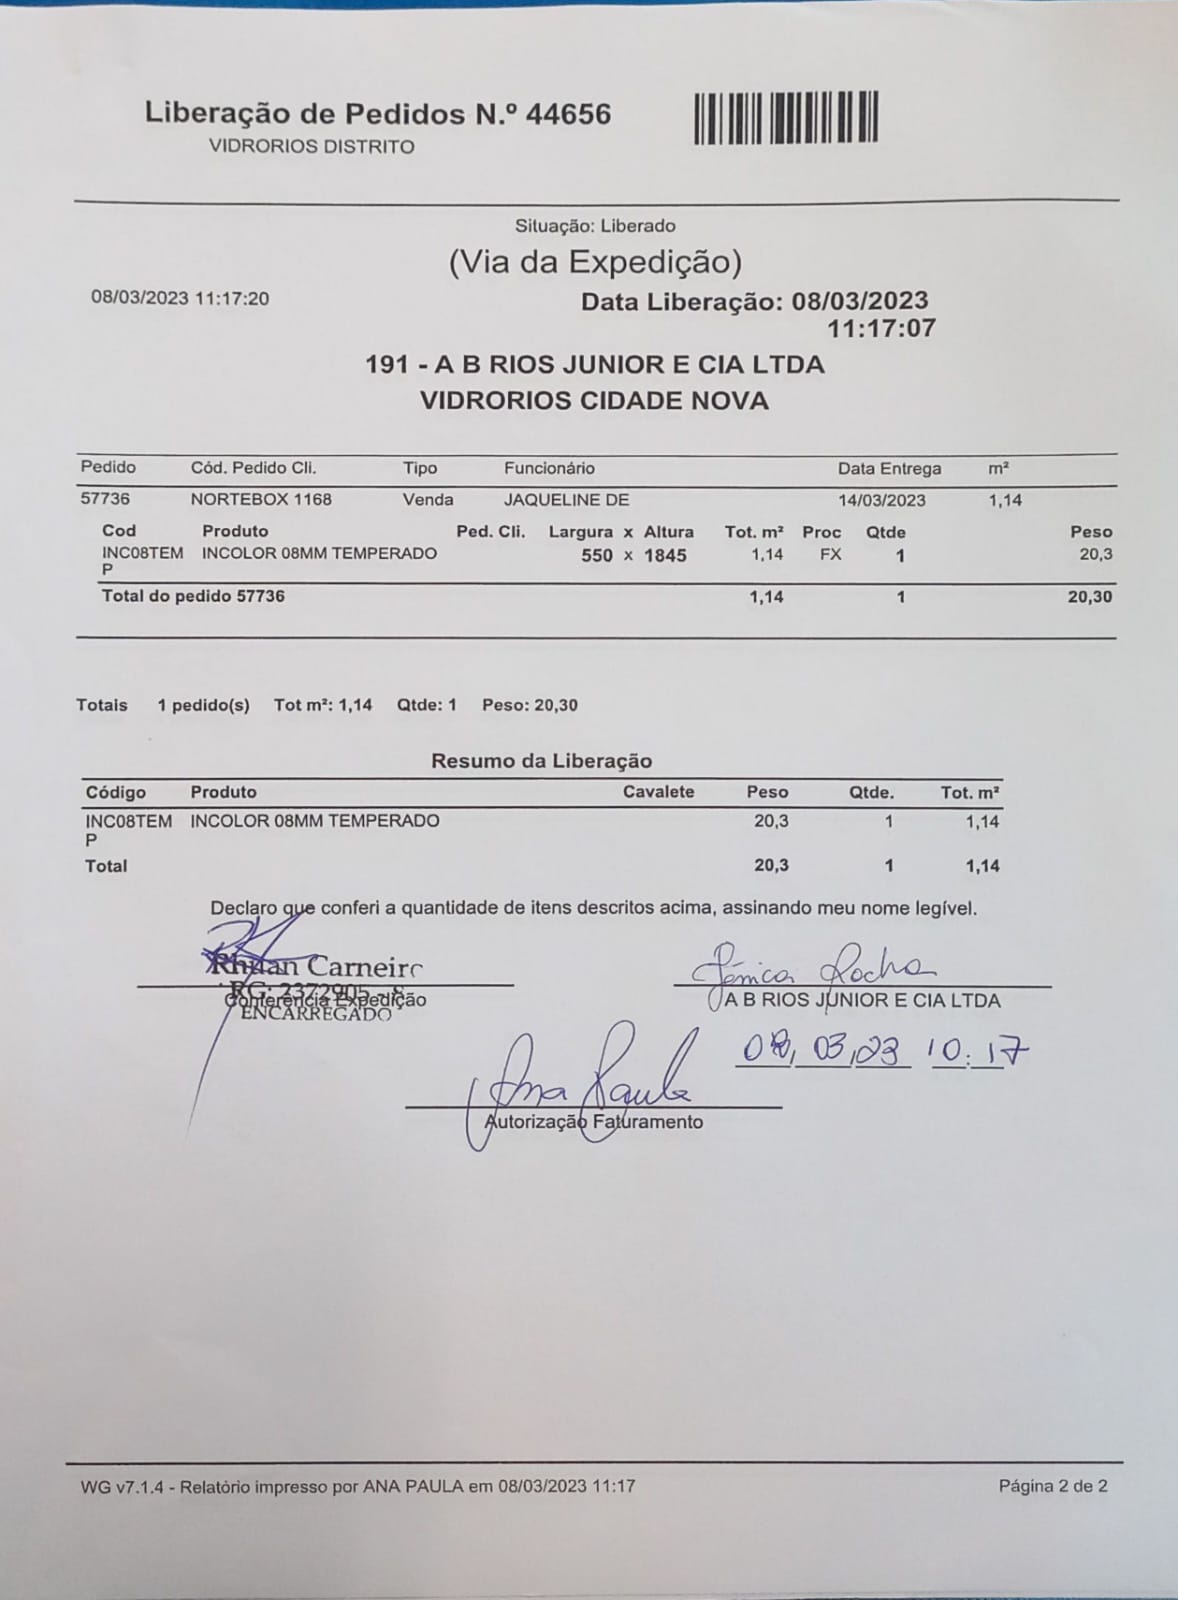 Liberação de Pedidos N.º 44656
VIDRORIOS DISTRITO
Situação: Liberado
(Via da Expedição)
08/03/2023 11:17:20
Data Liberação: 08/03/2023
11:17:07
191 - A B RIOS JUNIOR E CIA LTDA
VIDRORIOS CIDADE NOVA
Pedido Cód. Pedido Cli. Tipo Funcionário Data Entrega m²
57736 NORTEBOX 1168 Venda JAQUELINE DE 14/03/2023 1,14
Cod Produto Ped. Cli. Largura x Altura Tot. m² Proc Qtde Peso
INC08TEM INCOLOR 08MM TEMPERADO 550 x 1845 1,14 FX 1 20,3
P
Total do pedido 57736 1,14 1 20,30
Totais 1 pedido(s) Tot m²: 1,14 Qtde: 1 Peso: 20,30
Resumo da Liberação
Código Produto Cavalete Peso Qtde. Tot. m²
INC08TEM INCOLOR 08MM TEMPERADO 20,3 1 1,14
P
Total 20,3 1 1,14
Declaro que conferi a quantidade de itens descritos acima, assinando meu nome legível.
Rhuan Carneiro Rocha
RG:
Conferência Expedição A B RIOS JUNIOR E CIA LTDA
ENCARREGADO
08,03,23 10:17
Ana Paula
Autorização Faturamento
WG v7.1.4 - Relatório impresso por ANA PAULA em 08/03/2023 11:17 Página 2 de 2